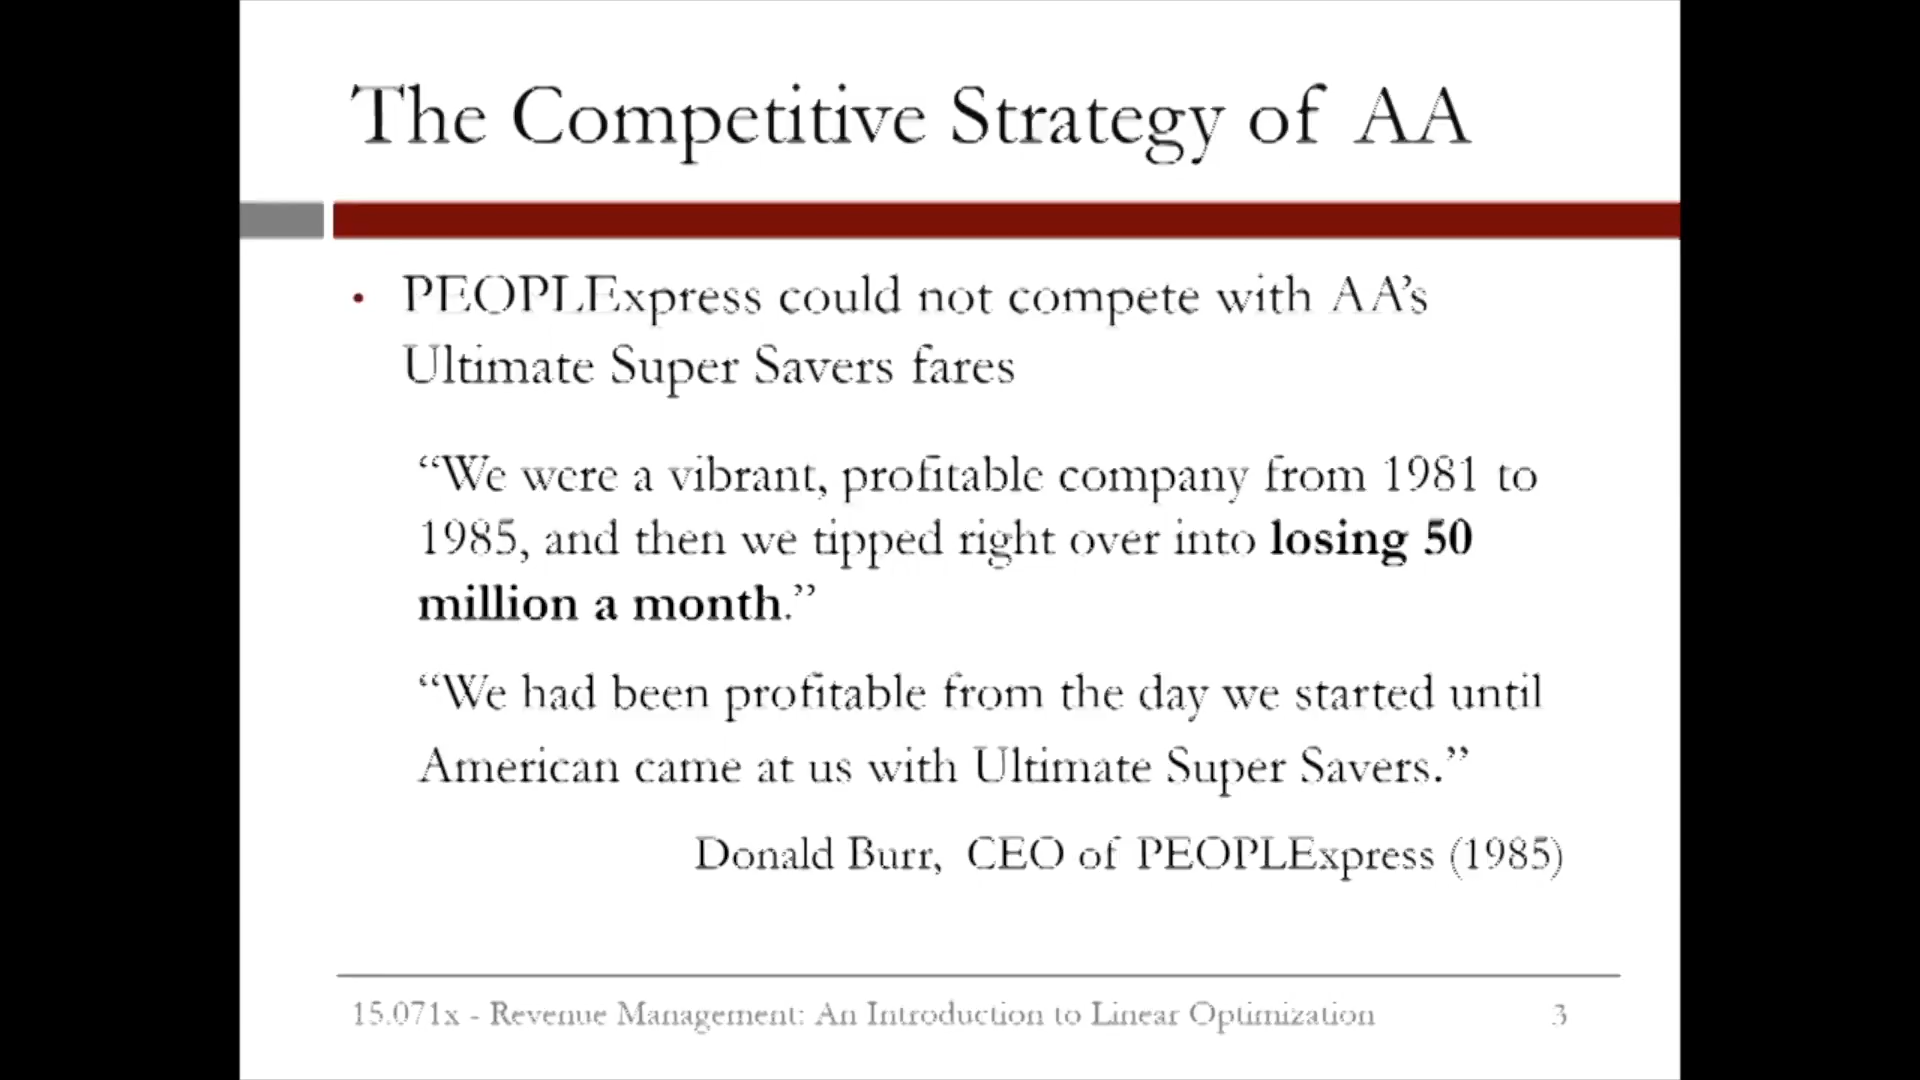 The Competitive Strategy of AA
• PEOPLExpress could not compete with AA’s
Ultimate Super Savers fares
“We were a vibrant, profitable company from 1981 to
1985, and then we tipped right over into losing 50
million a month.”
“We had been profitable from the day we started until
American came at us with Ultimate Super Savers.”
Donald Burr, CEO of PEOPLExpress (1985)
15.071x - Revenue Management: An Introduction to Linear Optimization 3